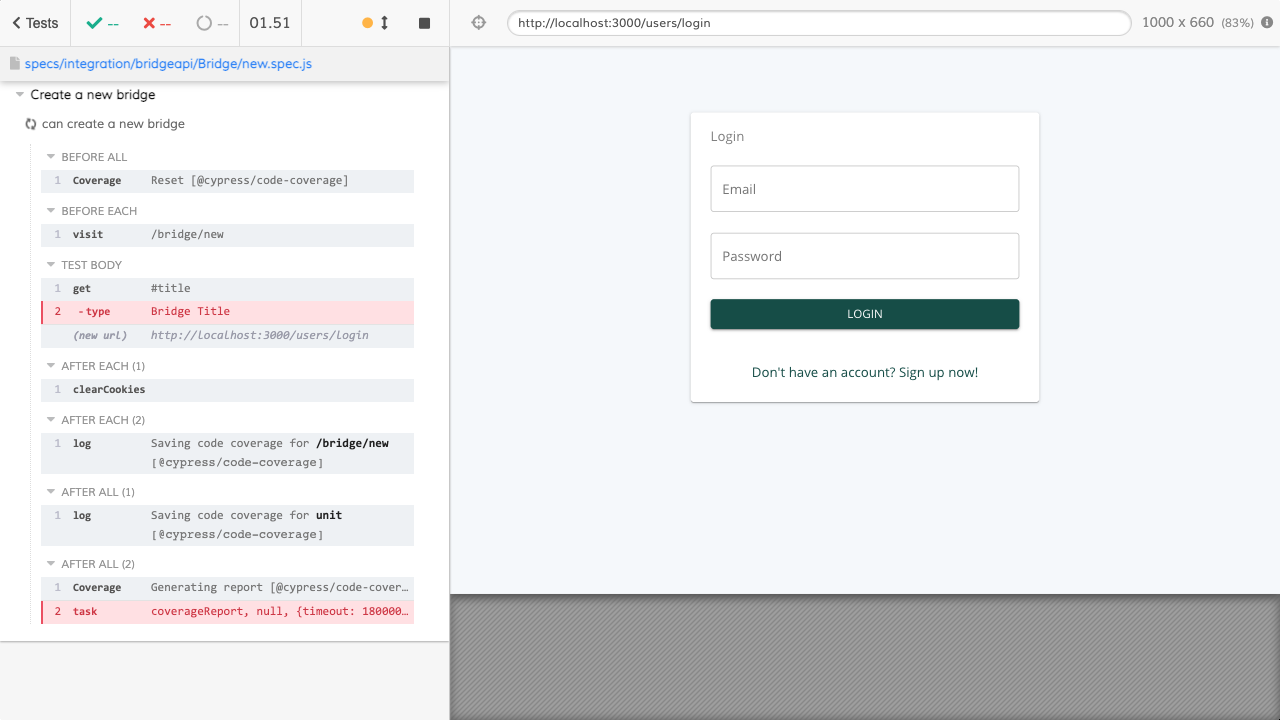 Tests -- -- -- 01.51
specs/integration/bridgeapi/Bridge/new.spec.js
Create a new bridge
can create a new bridge
BEFORE ALL
1 Coverage Reset [@cypress/code-coverage]
BEFORE EACH
1 visit /bridge/new
TEST BODY
1 get #title
2 -type Bridge Title
(new url) http://localhost:3000/users/login
AFTER EACH (1)
1 clearCookies
AFTER EACH (2)
1 log Saving code coverage for /bridge/new
[@cypress/code-coverage]
AFTER ALL (1)
1 log Saving code coverage for unit
[@cypress/code-coverage]
AFTER ALL (2)
1 Coverage Generating report [@cypress/code-cover…
2 task coverageReport, null, {timeout: 180000…
http://localhost:3000/users/login 1000 x 660 (83%)
Login
Email
Password
LOGIN
Don't have an account? Sign up now!